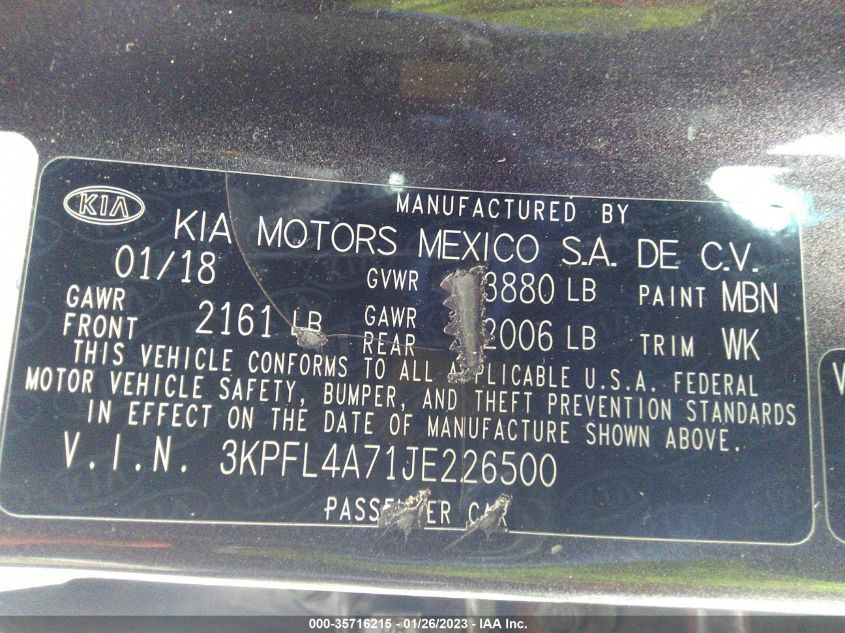 KIA
MANUFACTURED BY
KIA MOTORS MEXICO S.A. DE C.V.
01/18 GVWR 3880 LB PAINT MBN
GAWR FRONT 2161 LB GAWR REAR 2006 LB TRIM WK
THIS VEHICLE CONFORMS TO ALL APPLICABLE U.S.A. FEDERAL
MOTOR VEHICLE SAFETY, BUMPER, AND THEFT PREVENTION STANDARDS
IN EFFECT ON THE DATE OF MANUFACTURE SHOWN ABOVE.
V.I.N. 3KPFL4A71JE226500
PASSENGER CAR
V
000-35716215 - 01/26/2023 - IAA Inc.